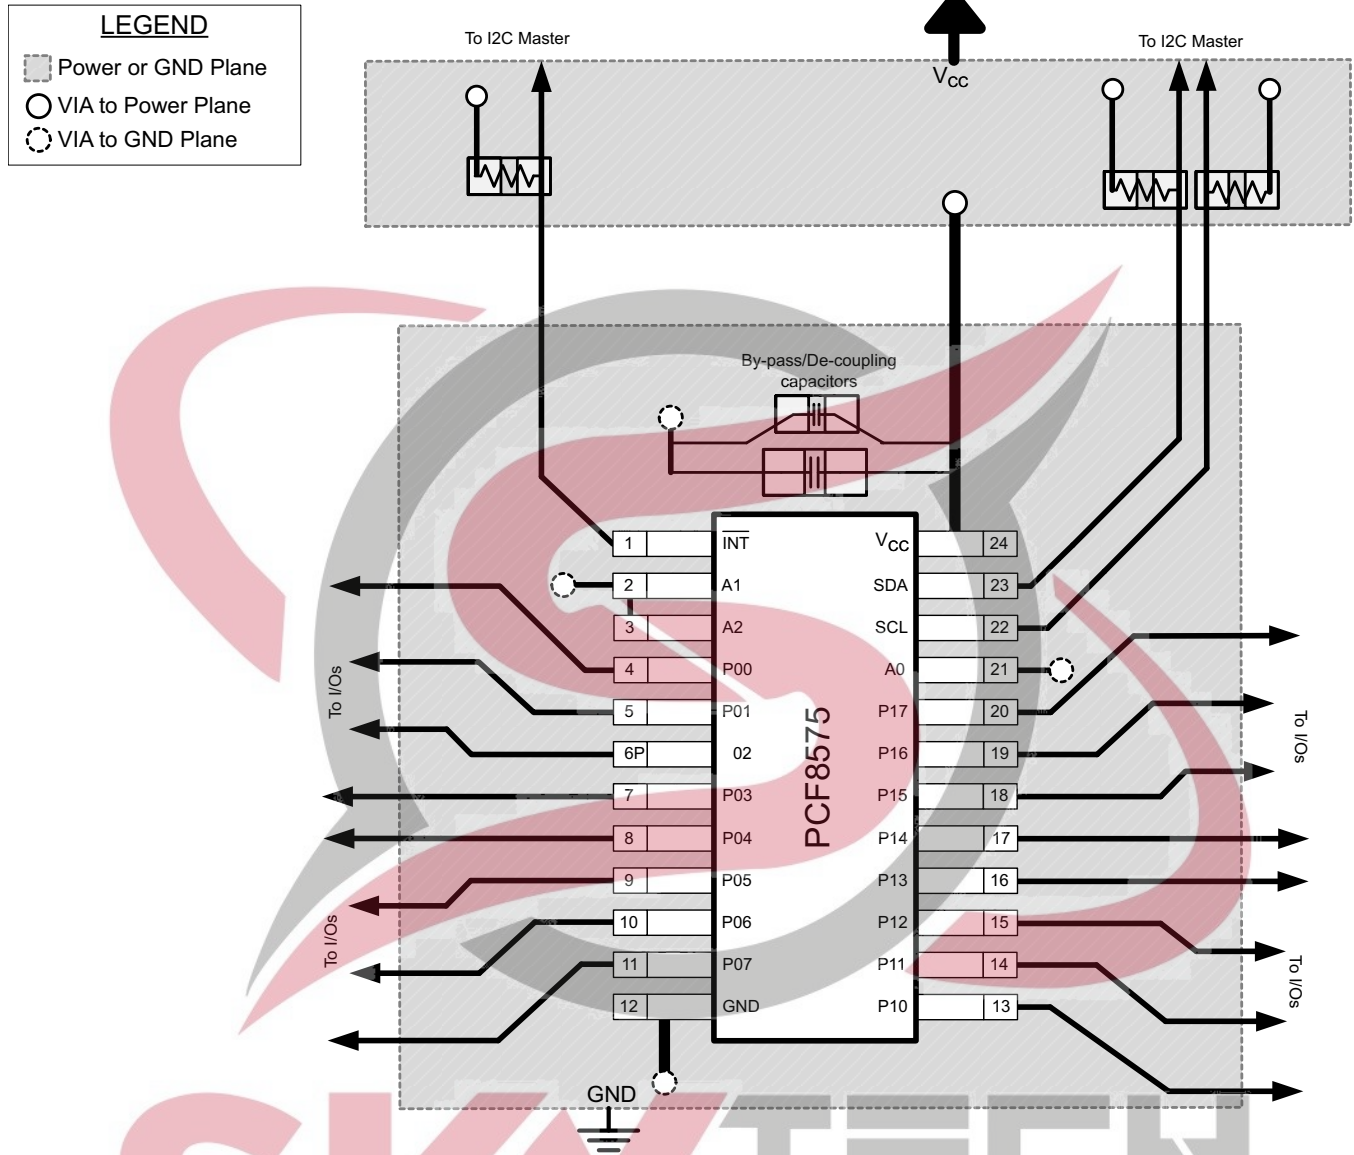 LEGEND
Power or GND Plane
VIA to Power Plane
VIA to GND Plane
To I2C Master
VCC
To I2C Master
By-pass/De-coupling
capacitors
1 INT VCC 24
2 A1 SDA 23
3 A2 SCL 22
4 P00 A0 21
5 P01 P17 20
6P 02 P16 19
7 P03 P15 18
8 P04 P14 17
9 P05 P13 16
10 P06 P12 15
11 P07 P11 14
12 GND P10 13
PCF8575
To I/Os
To I/Os
To I/Os
To I/Os
GND
SKYTECH